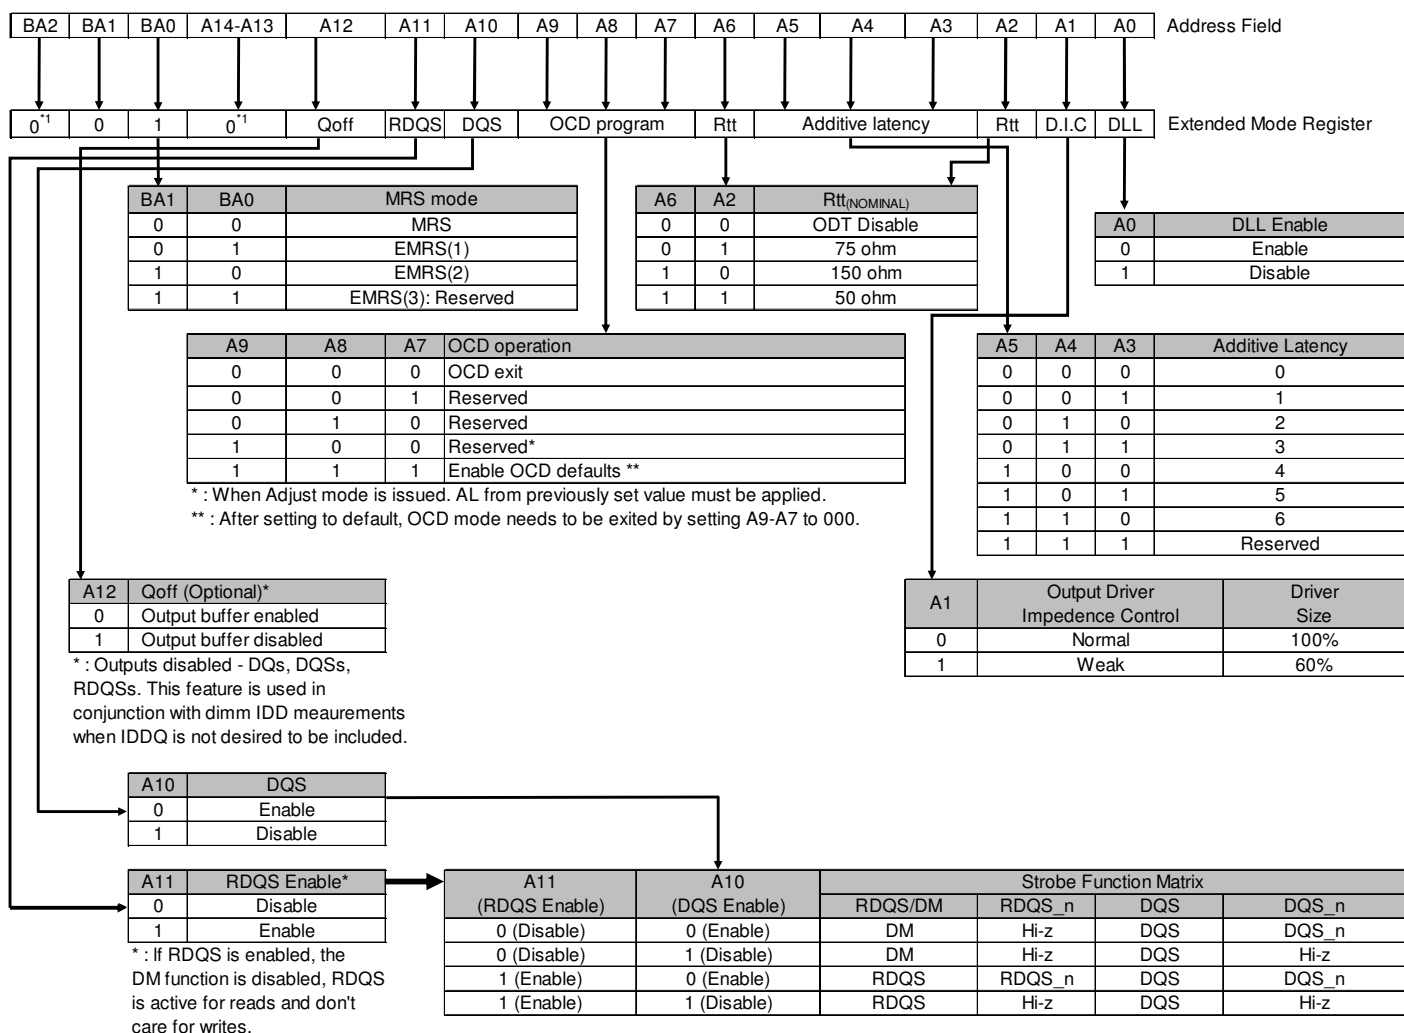 BA2 BA1 BA0 A14-A13 A12 A11 A10 A9 A8 A7 A6 A5 A4 A3 A2 A1 A0 Address Field
0*1 0 1 0*1 Qoff RDQS DQS OCD program Rtt Additive latency Rtt D.I.C DLL Extended Mode Register
BA1 BA0 MRS mode
0 0 MRS
0 1 EMRS(1)
1 0 EMRS(2)
1 1 EMRS(3): Reserved
A6 A2 Rtt(NOMINAL)
0 0 ODT Disable
0 1 75 ohm
1 0 150 ohm
1 1 50 ohm
A0 DLL Enable
0 Enable
1 Disable
A9 A8 A7 OCD operation
0 0 0 OCD exit
0 0 1 Reserved
0 1 0 Reserved
1 0 0 Reserved*
1 1 1 Enable OCD defaults **
* : When Adjust mode is issued. AL from previously set value must be applied.
** : After setting to default, OCD mode needs to be exited by setting A9-A7 to 000.
A5 A4 A3 Additive Latency
0 0 0 0
0 0 1 1
0 1 0 2
0 1 1 3
1 0 0 4
1 0 1 5
1 1 0 6
1 1 1 Reserved
A12 Qoff (Optional)*
0 Output buffer enabled
1 Output buffer disabled
* : Outputs disabled - DQs, DQSs,
RDQSs. This feature is used in
conjunction with dimm IDD meaurements
when IDDQ is not desired to be included.
A1 Output Driver Driver
Impedence Control Size
0 Normal 100%
1 Weak 60%
A10 DQS
0 Enable
1 Disable
A11 RDQS Enable*
0 Disable
1 Enable
* : If RDQS is enabled, the
DM function is disabled, RDQS
is active for reads and don't
care for writes.
A11 A10 Strobe Function Matrix
(RDQS Enable) (DQS Enable) RDQS/DM RDQS_n DQS DQS_n
0 (Disable) 0 (Enable) DM Hi-z DQS DQS_n
0 (Disable) 1 (Disable) DM Hi-z DQS Hi-z
1 (Enable) 0 (Enable) RDQS RDQS_n DQS DQS_n
1 (Enable) 1 (Disable) RDQS Hi-z DQS Hi-z